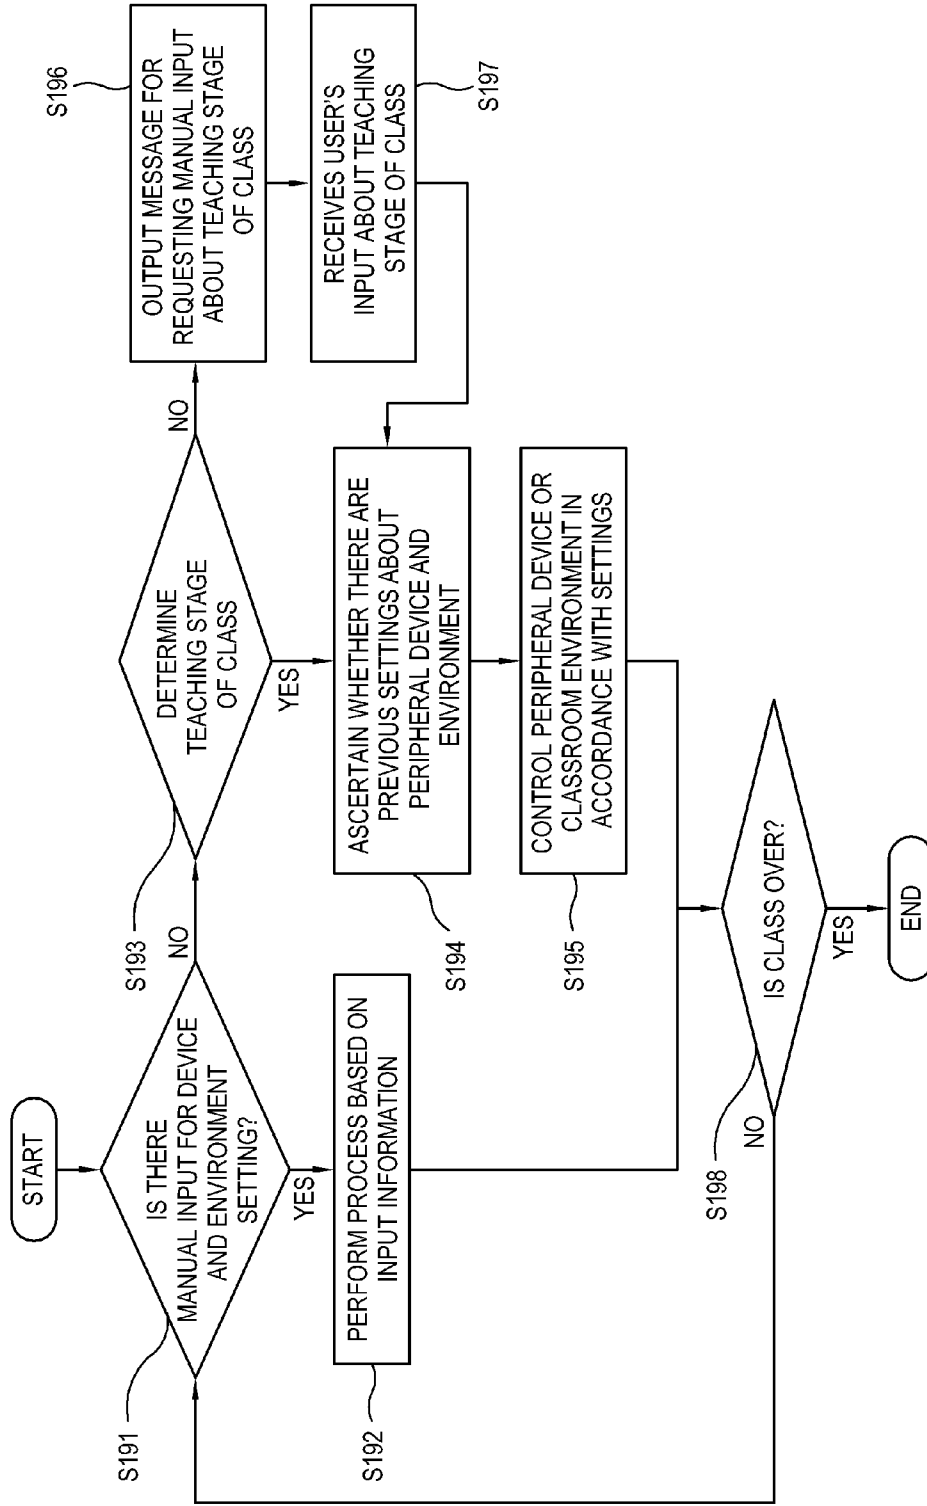 START
IS THERE
MANUAL INPUT FOR DEVICE
AND ENVIRONMENT
SETTING?
S191
NO
YES
PERFORM PROCESS BASED ON
INPUT INFORMATION
S192
DETERMINE
TEACHING STAGE
OF CLASS
S193
NO
YES
ASCERTAIN WHETHER THERE ARE
PREVIOUS SETTINGS ABOUT
PERIPHERAL DEVICE AND
ENVIRONMENT
S194
CONTROL PERIPHERAL DEVICE OR
CLASSROOM ENVIRONMENT IN
ACCORDANCE WITH SETTINGS
S195
OUTPUT MESSAGE FOR
REQUESTING MANUAL INPUT
ABOUT TEACHING STAGE
OF CLASS
S196
RECEIVES USER'S
INPUT ABOUT TEACHING
STAGE OF CLASS
S197
IS CLASS OVER?
S198
NO
YES
END